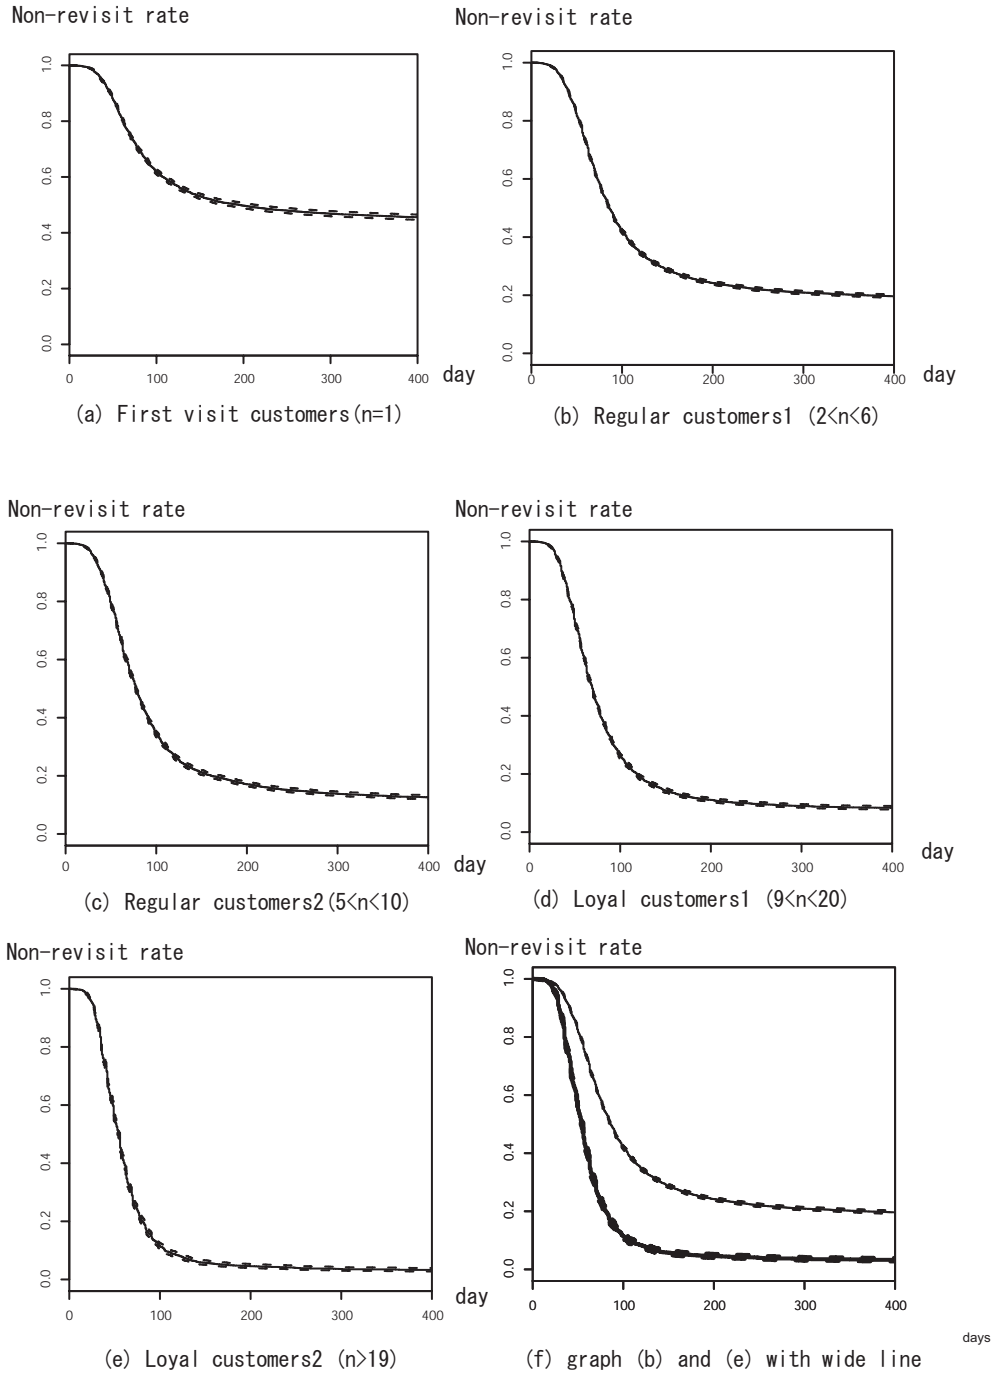 Non-revisit rate
1.0
0.8
0.6
0.4
0.2
0.0
0 100 200 300 400
day
(a) First visit customers(n=1)
Non-revisit rate
1.0
0.8
0.6
0.4
0.2
0.0
0 100 200 300 400
day
(b) Regular customers1 (2<n<6)
Non-revisit rate
1.0
0.8
0.6
0.4
0.2
0.0
0 100 200 300 400
day
(c) Regular customers2(5<n<10)
Non-revisit rate
1.0
0.8
0.6
0.4
0.2
0.0
0 100 200 300 400
day
(d) Loyal customers1 (9<n<20)
Non-revisit rate
1.0
0.8
0.6
0.4
0.2
0.0
0 100 200 300 400
day
(e) Loyal customers2 (n>19)
Non-revisit rate
1.0
0.8
0.6
0.4
0.2
0.0
0 100 200 300 400
days
(f) graph (b) and (e) with wide line